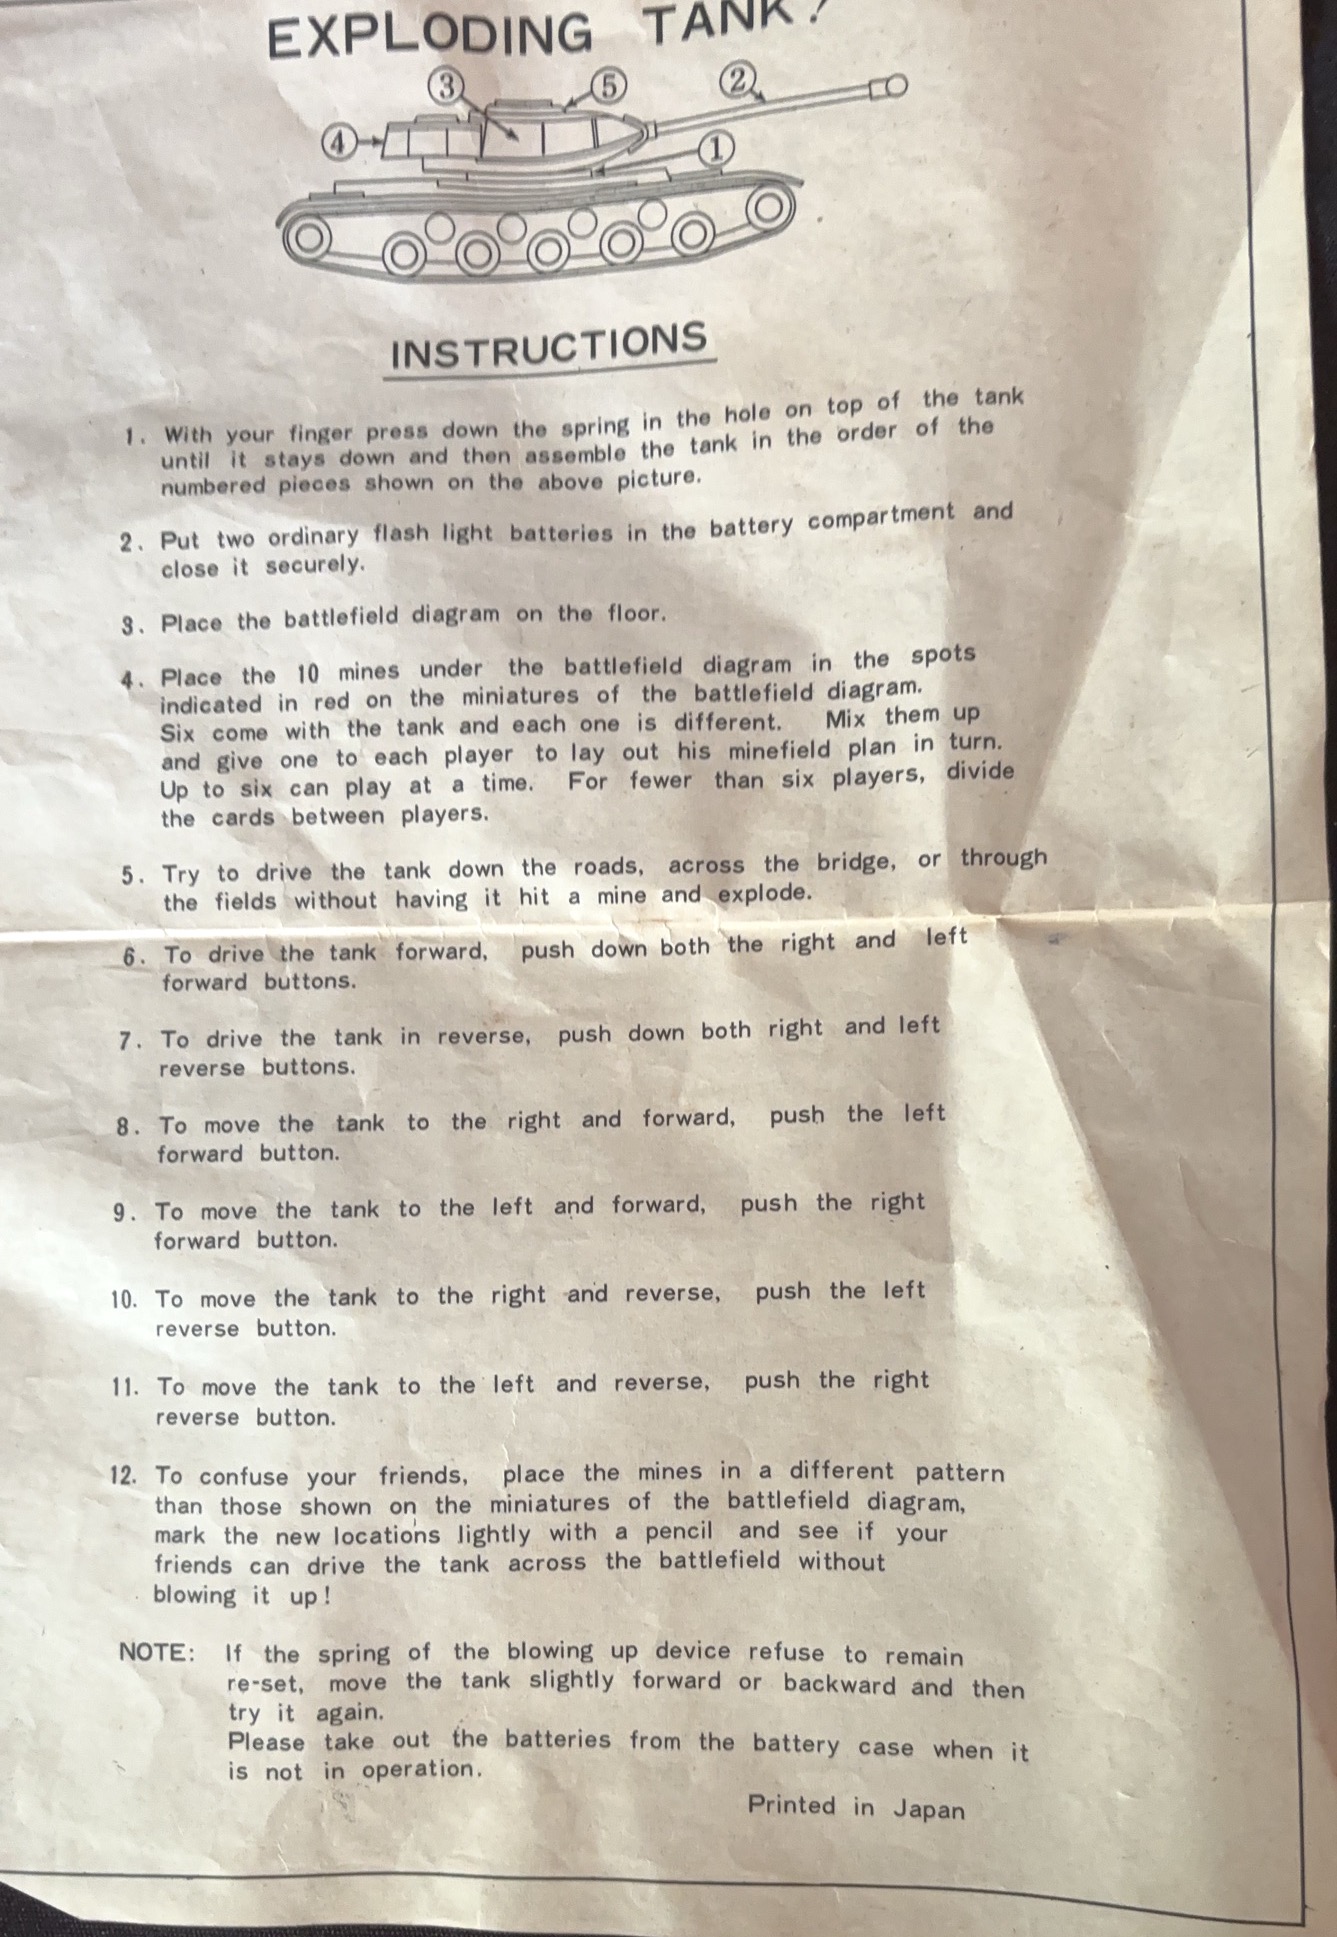 EXPLODING TANK!
3
5
2
4
1
INSTRUCTIONS
1. With your finger press down the spring in the hole on top of the tank
until it stays down and then assemble the tank in the order of the
numbered pieces shown on the above picture.
2. Put two ordinary flash light batteries in the battery compartment and
close it securely.
3. Place the battlefield diagram on the floor.
4. Place the 10 mines under the battlefield diagram in the spots
indicated in red on the miniatures of the battlefield diagram.
Six come with the tank and each one is different. Mix them up
and give one to each player to lay out his minefield plan in turn.
Up to six can play at a time. For fewer than six players, divide
the cards between players.
5. Try to drive the tank down the roads, across the bridge, or through
the fields without having it hit a mine and explode.
6. To drive the tank forward, push down both the right and left
forward buttons.
7. To drive the tank in reverse, push down both right and left
reverse buttons.
8. To move the tank to the right and forward, push the left
forward button.
9. To move the tank to the left and forward, push the right
forward button.
10. To move the tank to the right and reverse, push the left
reverse button.
11. To move the tank to the left and reverse, push the right
reverse button.
12. To confuse your friends, place the mines in a different pattern
than those shown on the miniatures of the battlefield diagram,
mark the new locations lightly with a pencil and see if your
friends can drive the tank across the battlefield without
blowing it up!
NOTE: If the spring of the blowing up device refuse to remain
re-set, move the tank slightly forward or backward and then
try it again.
Please take out the batteries from the battery case when it
is not in operation.
Printed in Japan